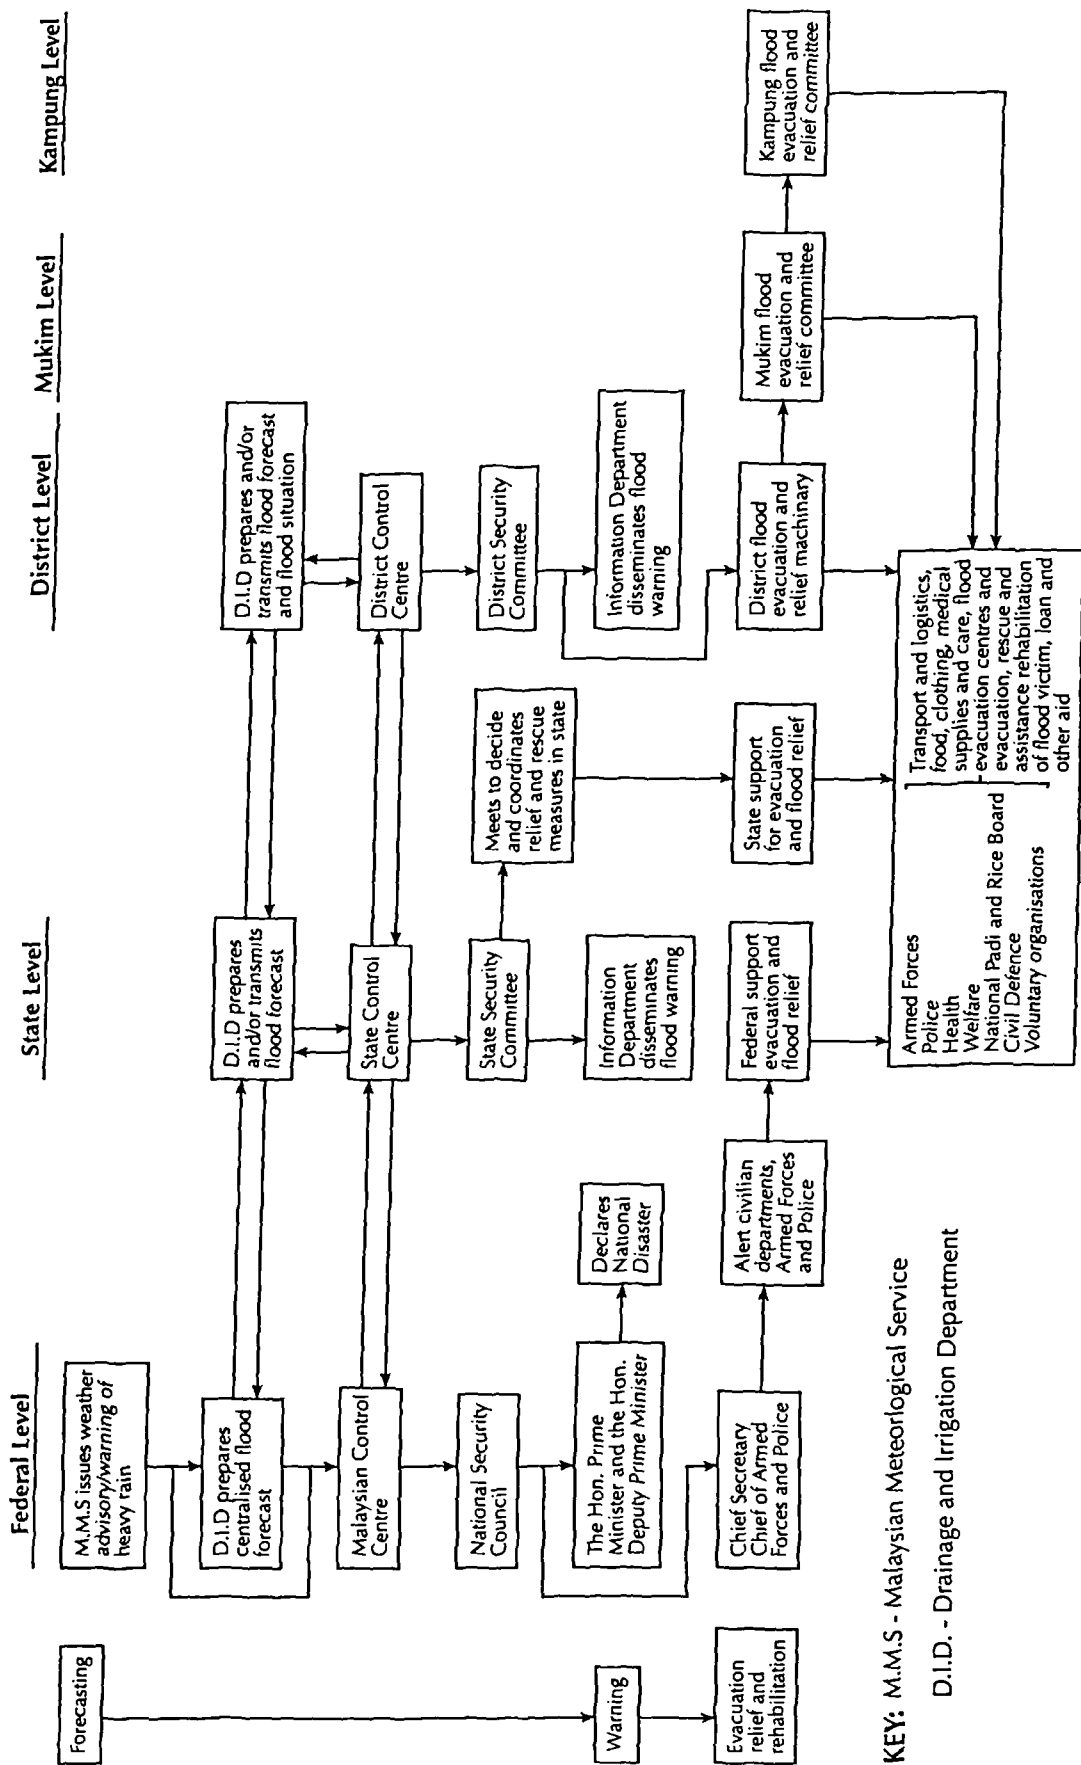 Federal Level
State Level
District Level
Mukim Level
Kampung Level
Forecasting
M.M.S issues weather
advisory/warning of
heavy rain
D.I.D prepares
centralised flood
forecast
D.I.D prepares
and/or transmits
flood forecast
D.I.D prepares and/or
transmits flood forecast
and flood situation
Malaysian Control
Centre
State Control
Centre
District Control
Centre
National Security
Council
State Security
Committee
Meets to decide
and coordinates
relief and rescue
measures in state
District Security
Committee
Warning
The Hon. Prime
Minister and the Hon.
Deputy Prime Minister
Declares
National
Disaster
Information
Department
disseminates
flood warning
Information Department
disseminates flood
warning
Evacuation
relief and
rehabilitation
Chief Secretary
Chief of Armed
Forces and Police
Alert civilian
departments,
Armed Forces
and Police
Federal support
evacuation and
flood relief
State support
for evacuation
and flood relief
District flood
evacuation and
relief machinary
Mukim flood
evacuation and
relief committee
Kampung flood
evacuation and
relief committee
Armed Forces
Police
Health
Welfare
National Padi and Rice Board
Civil Defence
Voluntary organisations
Transport and logistics,
food, clothing, medical
supplies and care, flood
evacuation centres and
evacuation, rescue and
assistance rehabilitation
of flood victim, loan and
other aid
KEY: M.M.S - Malaysian Meteorlogical Service
D.I.D. - Drainage and Irrigation Department